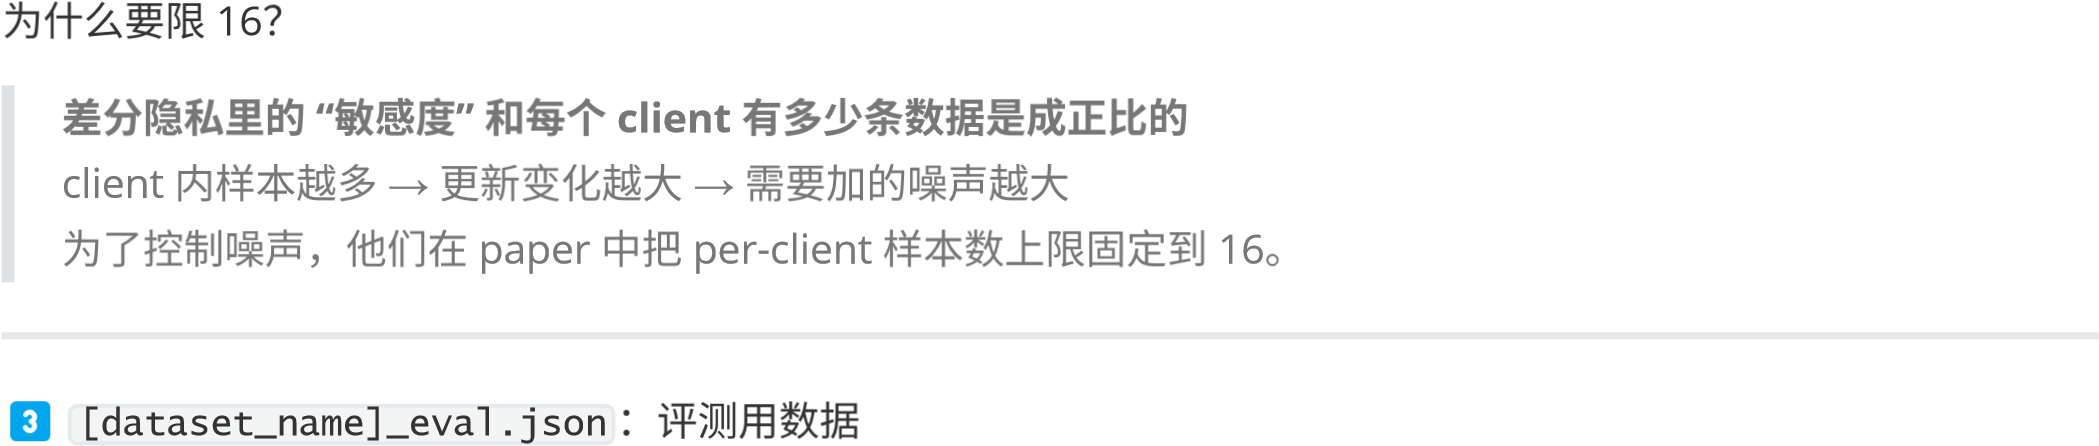 为什么要限 16？
差分隐私里的 “敏感度” 和每个 client 有多少条数据是成正比的
client 内样本越多 → 更新变化越大 → 需要加的噪声越大
为了控制噪声，他们在 paper 中把 per-client 样本数上限固定到 16。
3 [dataset_name]_eval.json：评测用数据